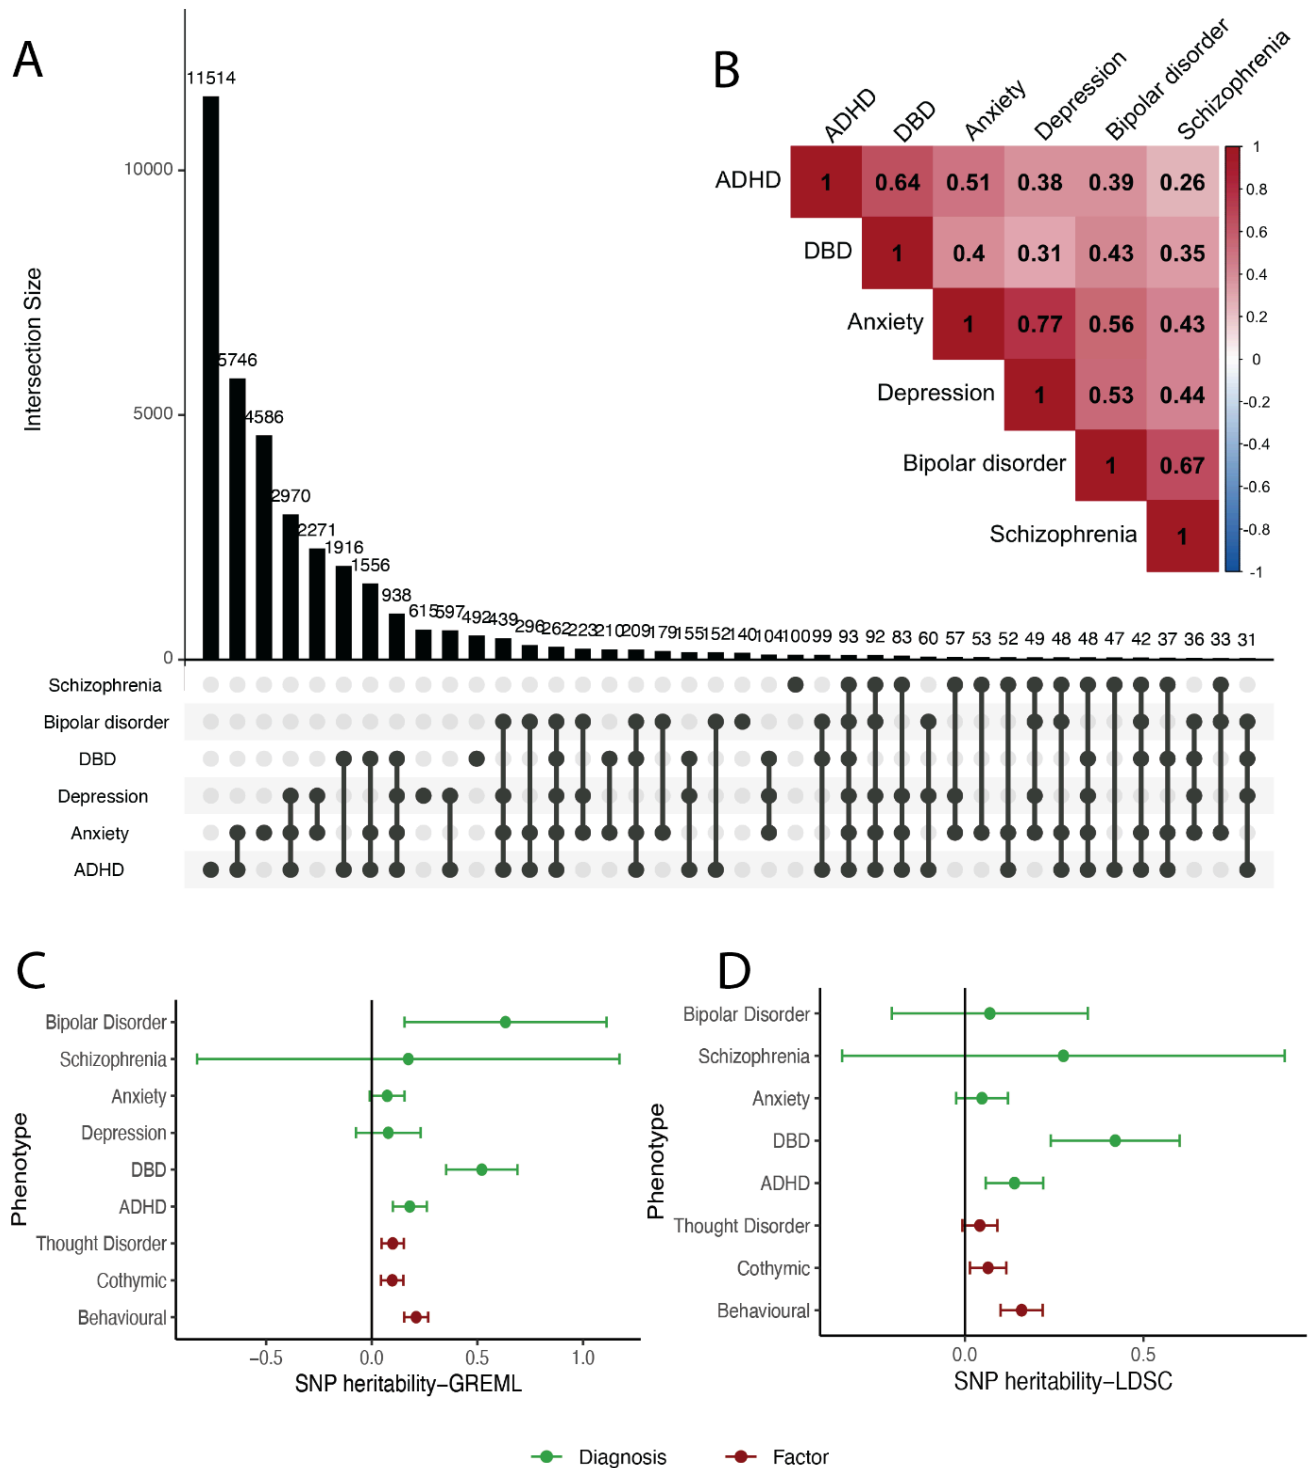 A
Intersection Size
10000
5000
0
11514
5746
4586
2970
2271
1916
1556
938
615
597
492
439
296
262
223
210
209
179
155
152
140
104
100
99
93
92
83
60
57
53
52
49
48
48
47
42
37
36
33
31
Schizophrenia
Bipolar disorder
DBD
Depression
Anxiety
ADHD
B
ADHD DBD Anxiety Depression Bipolar disorder Schizophrenia
ADHD 1 0.64 0.51 0.38 0.39 0.26
DBD 1 0.4 0.31 0.43 0.35
Anxiety 1 0.77 0.56 0.43
Depression 1 0.53 0.44
Bipolar disorder 1 0.67
Schizophrenia 1
1
0.8
0.6
0.4
0.2
0
-0.2
-0.4
-0.6
-0.8
-1
C
Phenotype
Bipolar Disorder
Schizophrenia
Anxiety
Depression
DBD
ADHD
Thought Disorder
Cothymic
Behavioural
−0.5 0.0 0.5 1.0
SNP heritability−GREML
D
Phenotype
Bipolar Disorder
Schizophrenia
Anxiety
DBD
ADHD
Thought Disorder
Cothymic
Behavioural
0.0 0.5
SNP heritability−LDSC
Diagnosis Factor